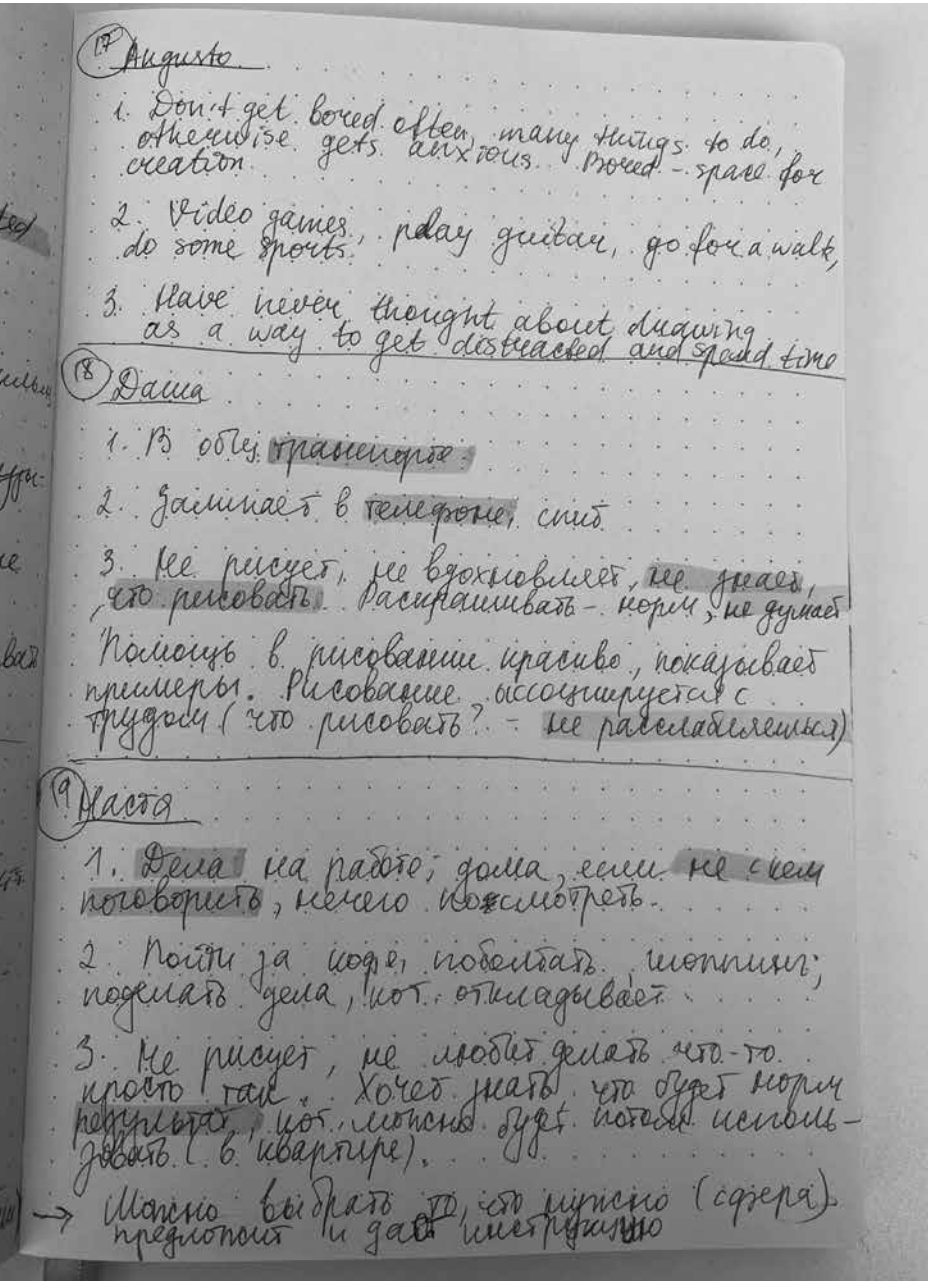 17 Augusto
1. Don't get bored often, many things to do,
otherwise gets anxious. Bored - space for
creation.
2. Video games, play guitar, go for a walk,
do some sports.
3. Have never thought about drawing
as a way to get distracted and spend time
18 Даша
1. В общ. транспорте.
2. Залипает в телефоне, спит
3. Не рисует, не вдохновляет, не знает,
что рисовать. Раскрашивать - норм, не думает
Помощь в рисовании красиво, показывает
примеры. Рисование ассоциируется с
трудом (что рисовать? - не расслабляешься)
19 Настя
1. Дела на работе; дома, если не с кем
поговорить, нечего посмотреть.
2. Пойти за кофе, поболтать, шоппинг;
поделать дела, кот. откладывает
3. Не рисует, не любит делать что-то
просто так. Хочет знать, что будет норм
результат, кот. можно будет потом исполь-
зовать (в квартире).
→ Можно выбрать то, что нужно (сфера)
предложит и даст инструкцию